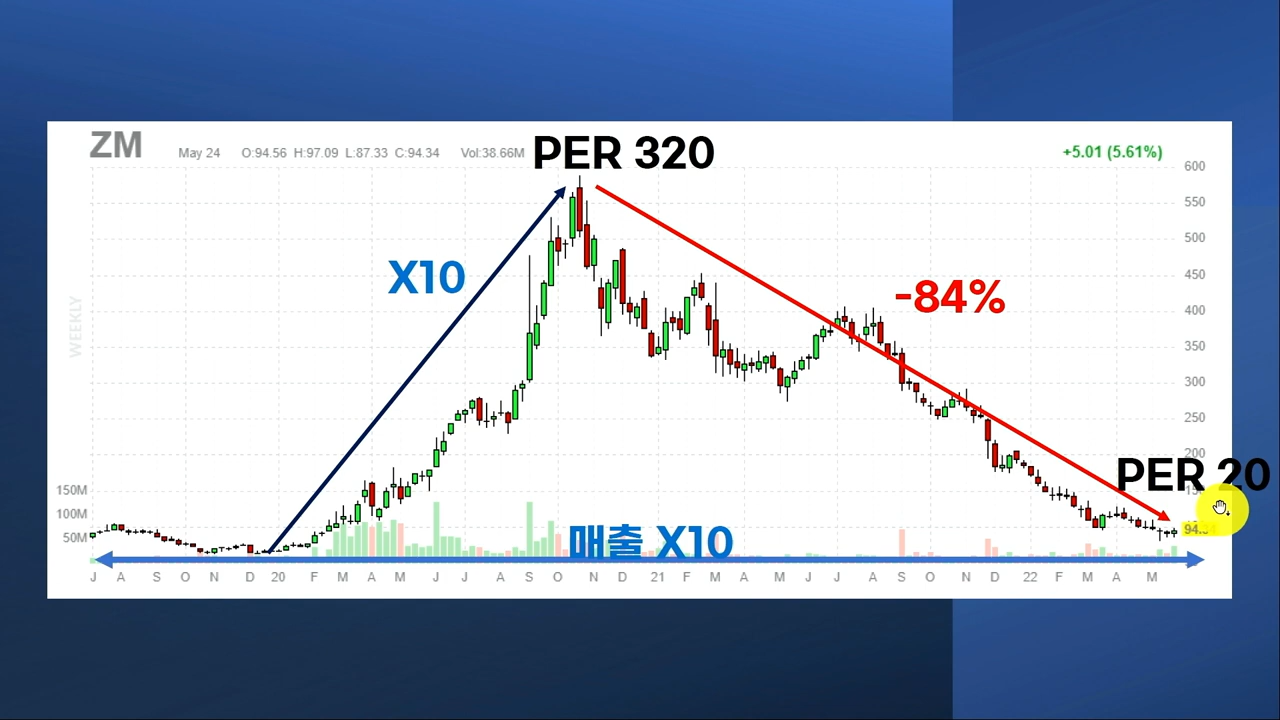 ZM May 24 O:94.56 H:97.09 L:87.33 C:94.34 Vol:38.66M PER 320 +5.01 (5.61%)
600
550
500
X10
450
-84%
400
WEEKLY
350
300
250
200
PER 20
150M
100M
매출 X10
50M
J A S O N D 20 F M A M J J A S O N D 21 F M A M J J A S O N D 22 F M A M